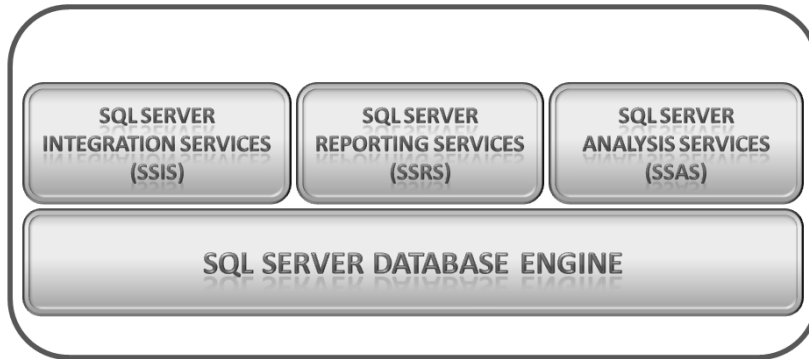 SQL SERVER
INTEGRATION SERVICES
(SSIS)
SQL SERVER
REPORTING SERVICES
(SSRS)
SQL SERVER
ANALYSIS SERVICES
(SSAS)
SQL SERVER DATABASE ENGINE